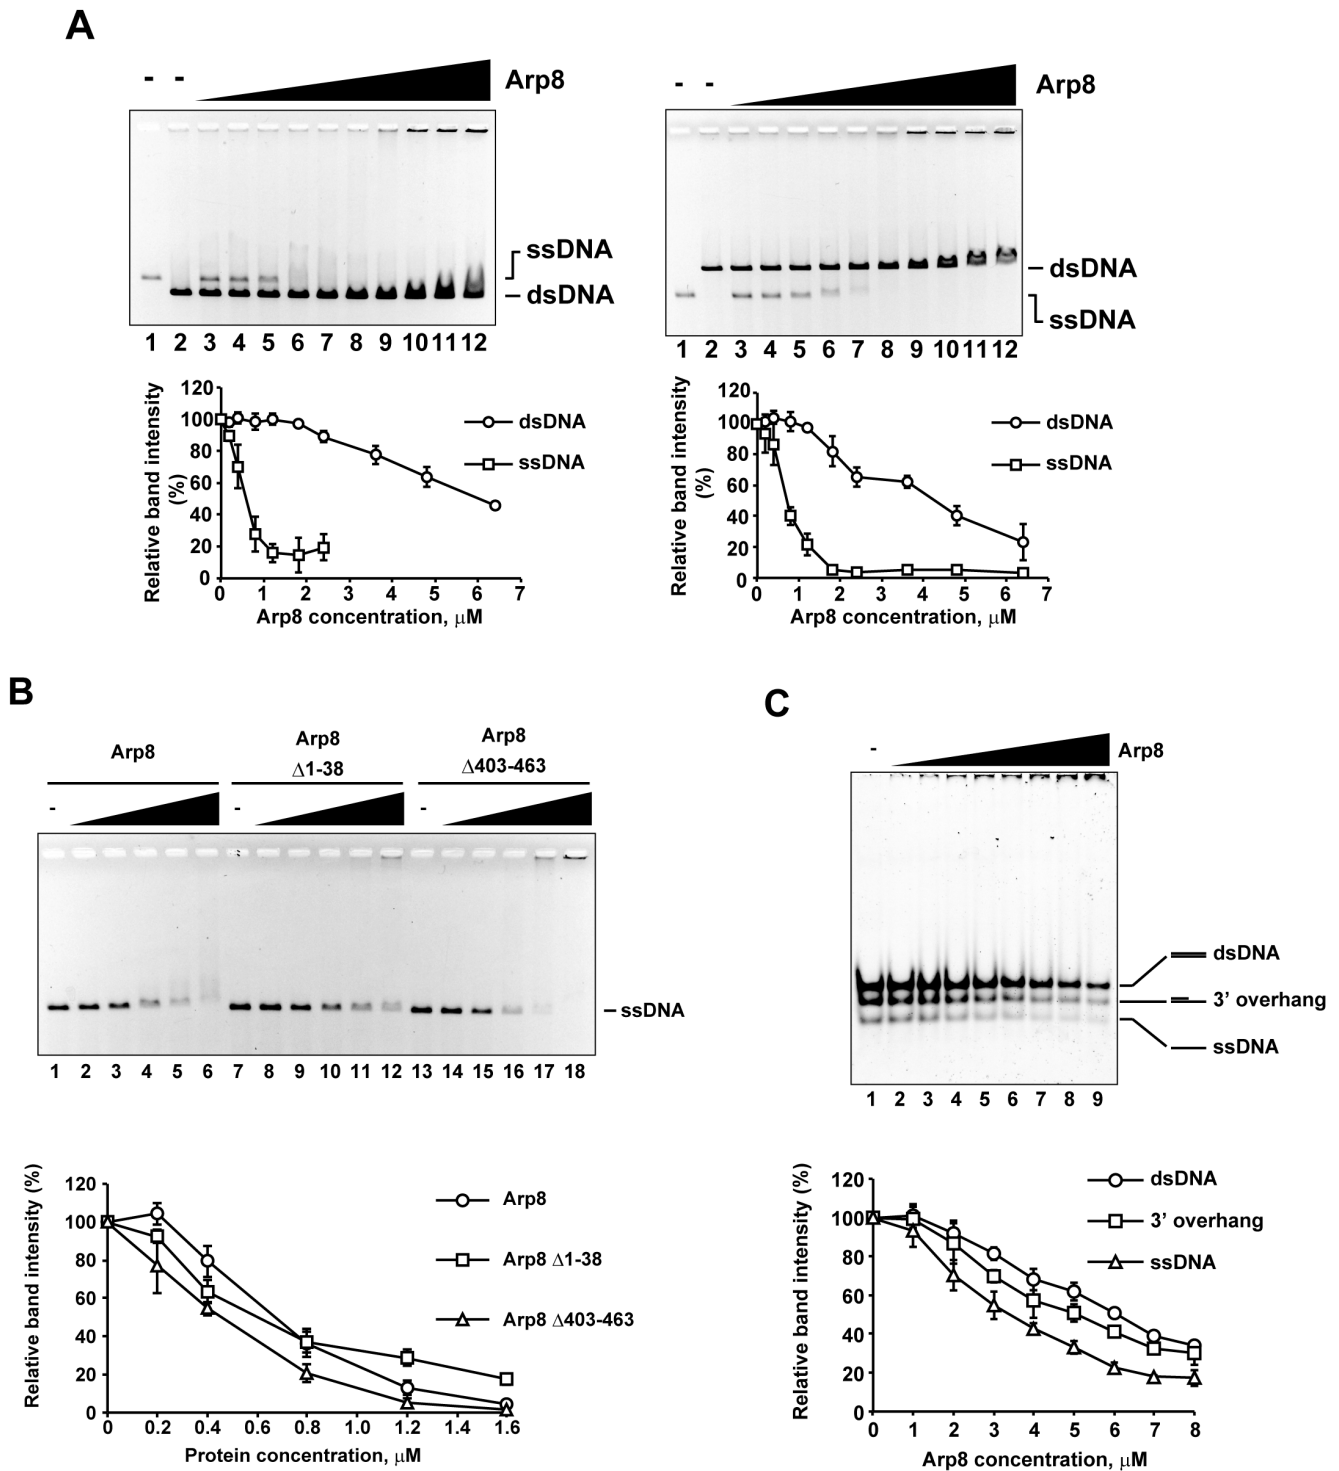 A
- - Arp8
ssDNA
dsDNA
1 2 3 4 5 6 7 8 9 10 11 12
- - Arp8
dsDNA
ssDNA
1 2 3 4 5 6 7 8 9 10 11 12
Relative band intensity
(%)
120
100
80
60
40
20
0
0 1 2 3 4 5 6 7
Arp8 concentration, μM
dsDNA
ssDNA
Relative band intensity
(%)
120
100
80
60
40
20
0
0 1 2 3 4 5 6 7
Arp8 concentration, μM
dsDNA
ssDNA
B
Arp8
Arp8
Δ1-38
Arp8
Δ403-463
- - -
ssDNA
1 2 3 4 5 6 7 8 9 10 11 12 13 14 15 16 17 18
Relative band intensity (%)
120
100
80
60
40
20
0
0 0.2 0.4 0.6 0.8 1.0 1.2 1.4 1.6
Protein concentration, μM
Arp8
Arp8 Δ1-38
Arp8 Δ403-463
C
- Arp8
dsDNA
3’ overhang
ssDNA
1 2 3 4 5 6 7 8 9
Relative band intensity (%)
120
100
80
60
40
20
0
0 1 2 3 4 5 6 7 8
Arp8 concentration, μM
dsDNA
3’ overhang
ssDNA